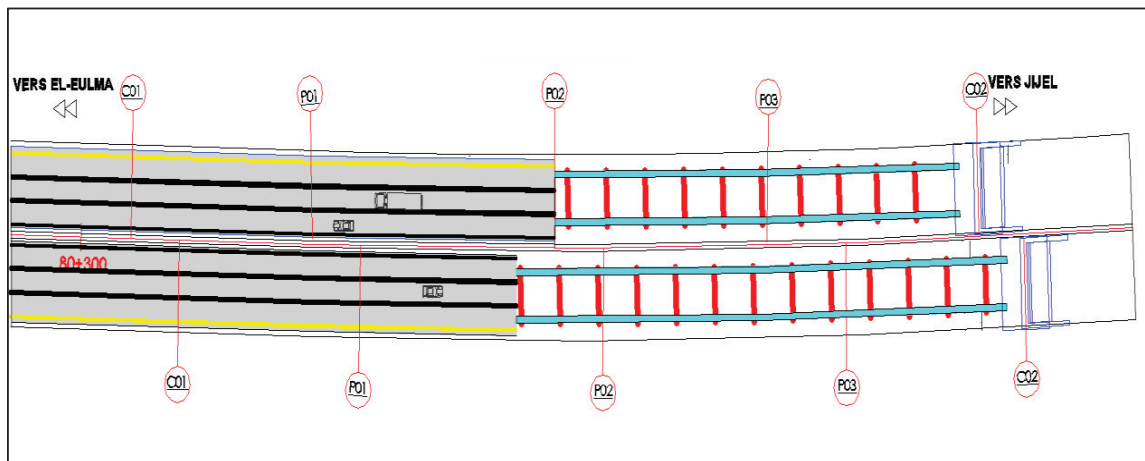 VERS EL-EULMA
C01
P01
P02
P03
C02
VERS JIJEL
80+300
C01
P01
P02
P03
C02